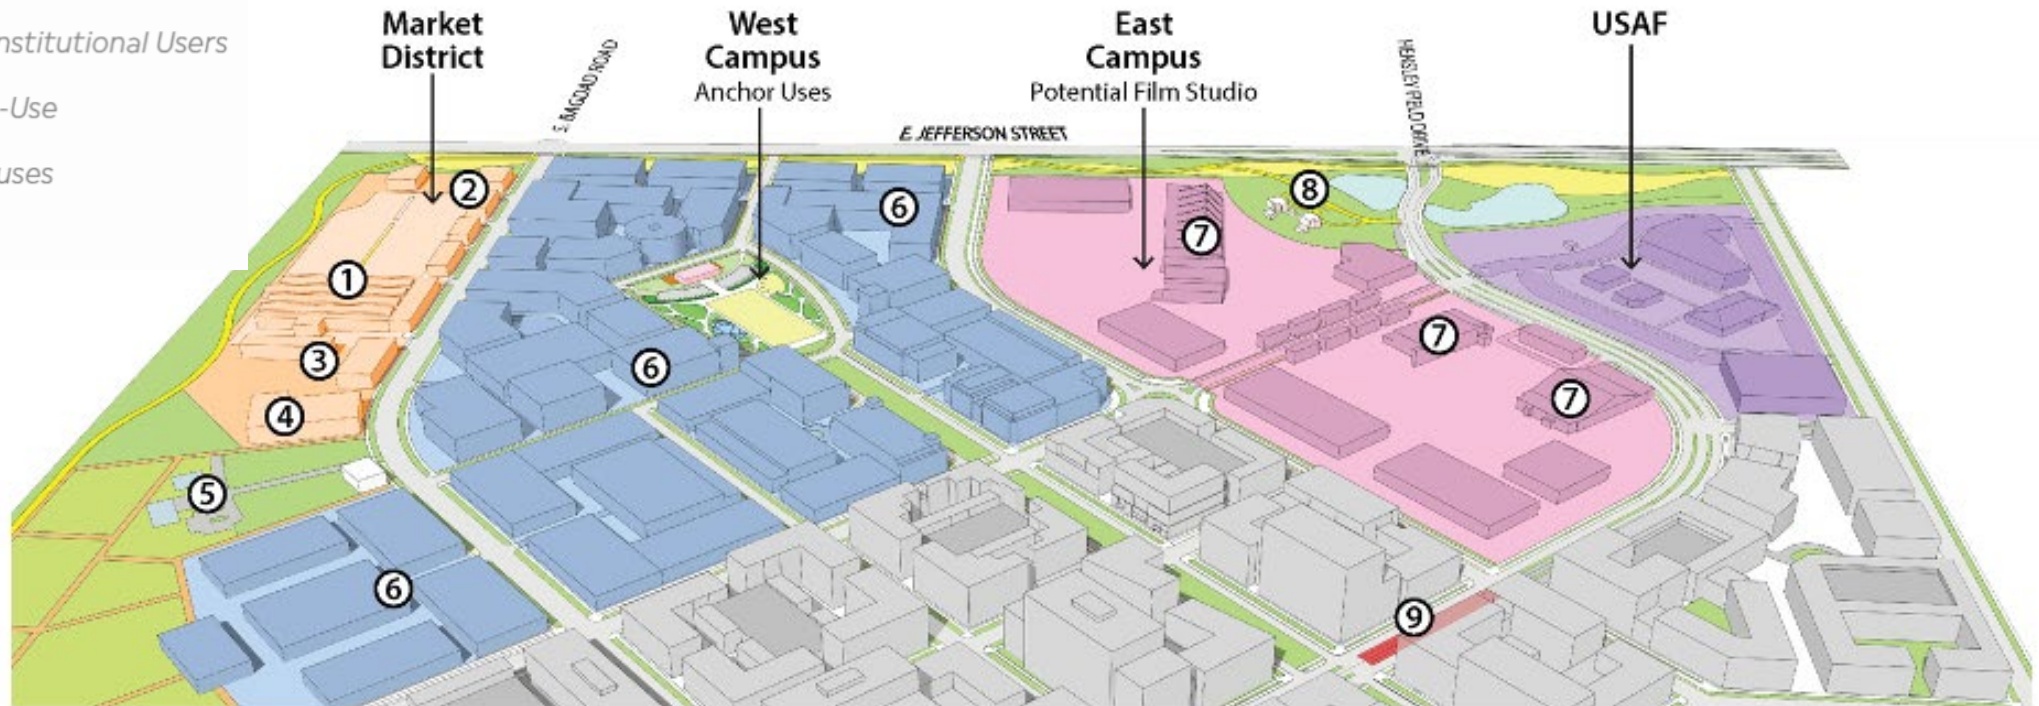 nstitutional Users
-Use
uses
Market
District
S. BAGDAD ROAD
West
Campus
Anchor Uses
E. JEFFERSON STREET
East
Campus
Potential Film Studio
HENSLEY FIELD DRIVE
USAF
2
1
3
4
5
6
6
6
7
7
7
8
9